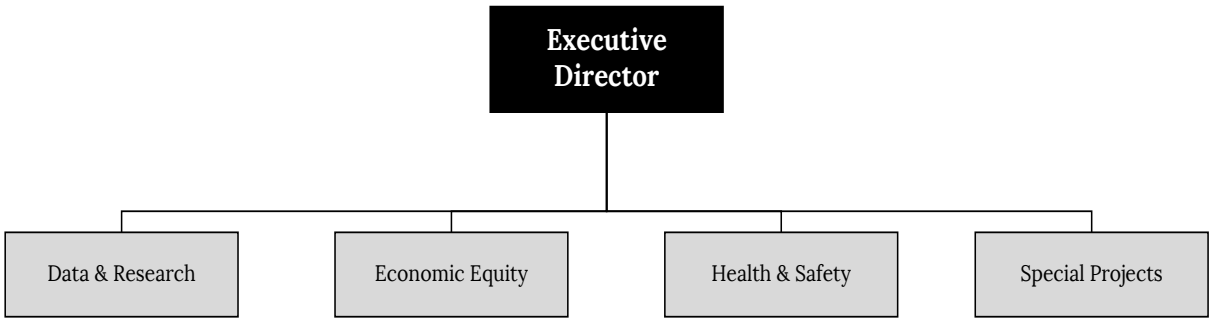 Executive
Director
Data & Research
Economic Equity
Health & Safety
Special Projects